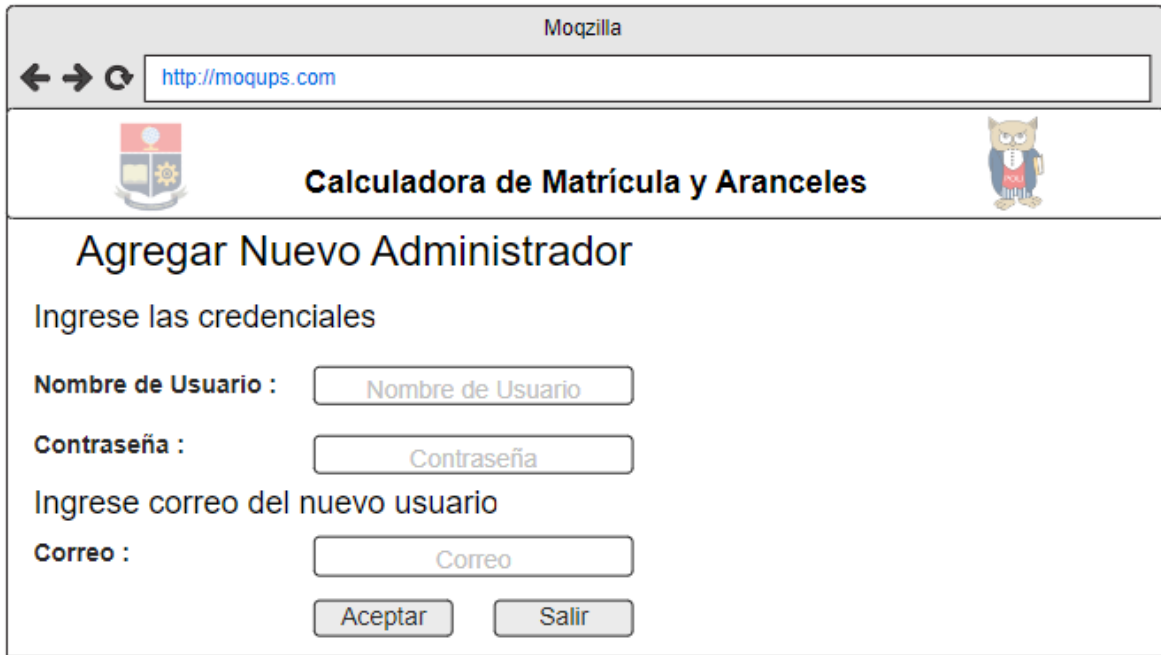 Moqzilla
http://moqups.com
Calculadora de Matrícula y Aranceles
POLI
Agregar Nuevo Administrador
Ingrese las credenciales
Nombre de Usuario : Nombre de Usuario
Contraseña : Contraseña
Ingrese correo del nuevo usuario
Correo : Correo
Aceptar Salir